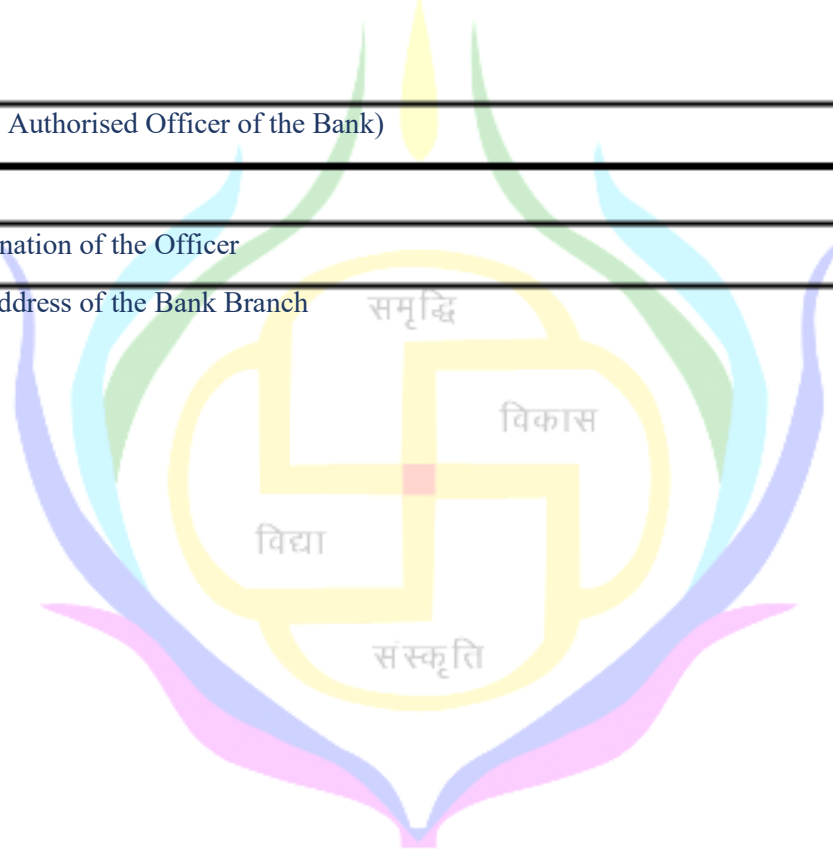 Authorised Officer of the Bank)
nation of the Officer
ddress of the Bank Branch
समृद्धि
विकास
विद्या
संस्कृति